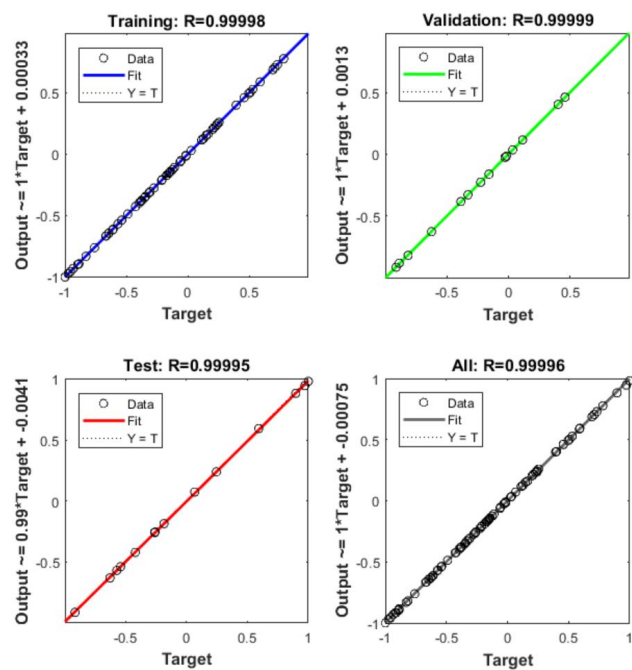 Training: R=0.99998
Output ~= 1*Target + 0.00033
Data
Fit
Y = T
0.5
0
-0.5
-1
-1 -0.5 0 0.5
Target
Validation: R=0.99999
Output ~= 1*Target + 0.0013
Data
Fit
Y = T
0.5
0
-0.5
-0.5 0 0.5
Target
Test: R=0.99995
Output ~= 0.99*Target + -0.0041
Data
Fit
Y = T
1
0.5
0
-0.5
-0.5 0 0.5 1
Target
All: R=0.99996
Output ~= 1*Target + -0.00075
Data
Fit
Y = T
1
0.5
0
-0.5
-1
-1 -0.5 0 0.5 1
Target